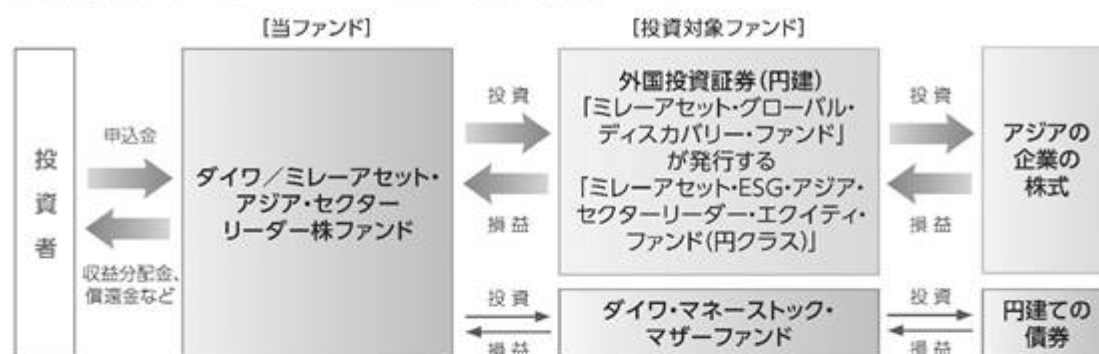 [当ファンド]
[投資対象ファンド]
投資者
申込金
収益分配金、
償還金など
ダイワ／ミレーアセット・
アジア・セクター
リーダー株ファンド
投資
損益
外国投資証券(円建)
「ミレーアセット・グローバル・
ディスカバリー・ファンド」
が発行する
「ミレーアセット・ESG・アジア・
セクターリーダー・エクイティ・
ファンド(円クラス)」
投資
損益
アジアの
企業の
株式
投資
損益
ダイワ・マネーストック・
マザーファンド
投資
損益
円建ての
債券